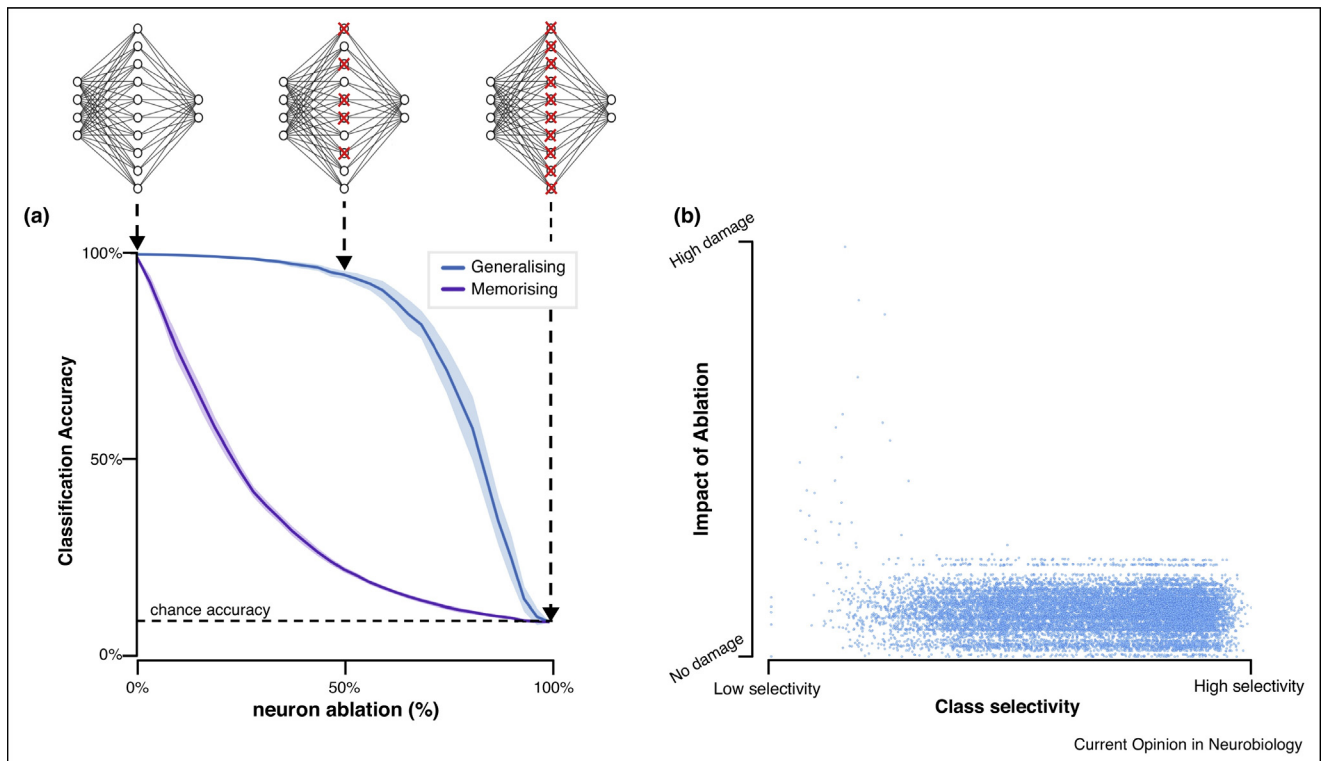 (a)
100%
50%
0%
Classification Accuracy
Generalising
Memorising
chance accuracy
0%
50%
100%
neuron ablation (%)
(b)
High damage
Impact of Ablation
No damage
Low selectivity
High selectivity
Class selectivity
Current Opinion in Neurobiology